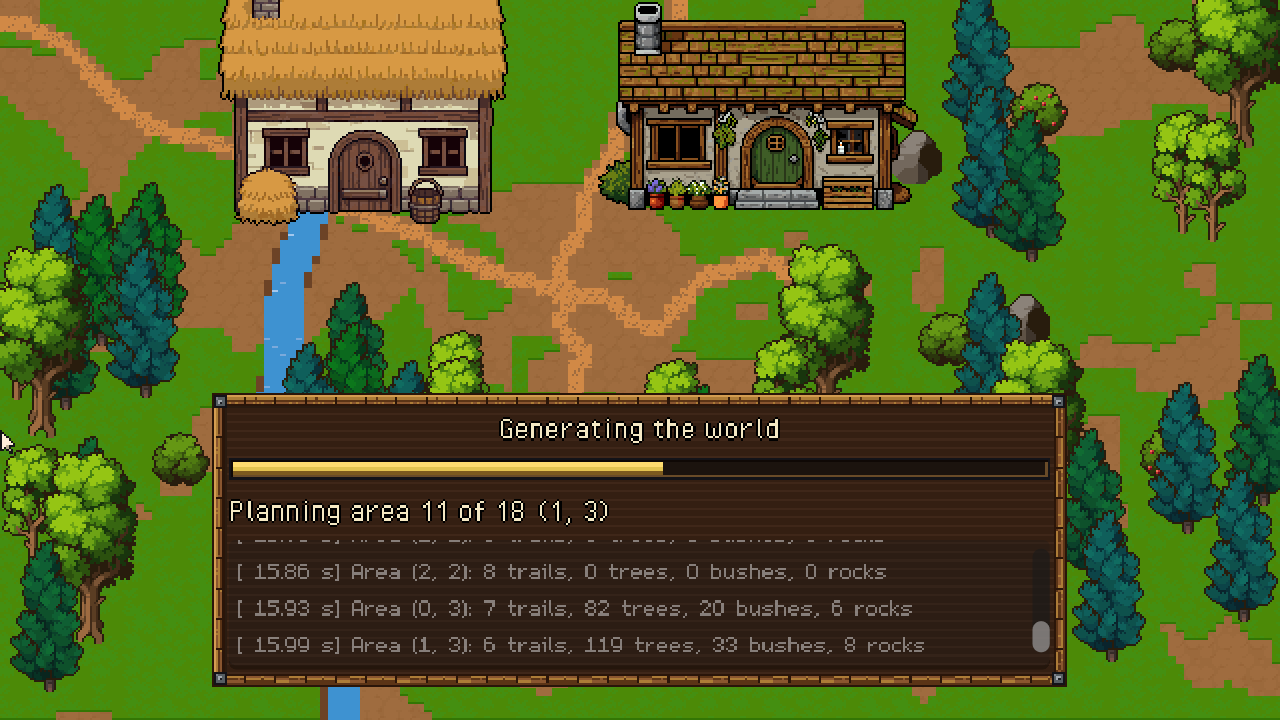 Generating the world
Planning area 11 of 18 (1, 3)
[ 15.86 s] Area (2, 2): 8 trails, 0 trees, 0 bushes, 0 rocks
[ 15.93 s] Area (0, 3): 7 trails, 82 trees, 20 bushes, 6 rocks
[ 15.99 s] Area (1, 3): 6 trails, 119 trees, 33 bushes, 8 rocks